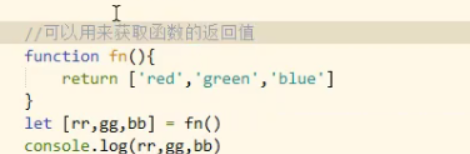 //可以用来获取函数的返回值
function fn(){
    return ['red','green','blue']
}
let [rr,gg,bb] = fn()
console.log(rr,gg,bb)